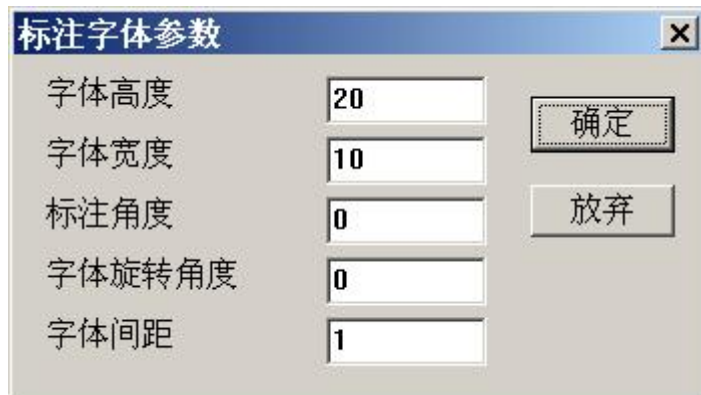 标注字体参数
字体高度 20
确定
字体宽度 10
标注角度 0
放弃
字体旋转角度 0
字体间距 1